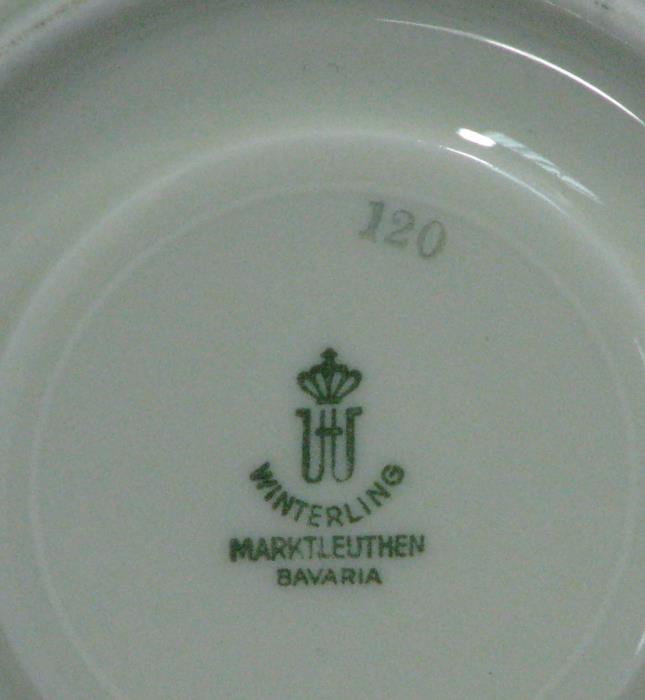 120
WINTERLING
MARKTLEUTHEN
BAVARIA